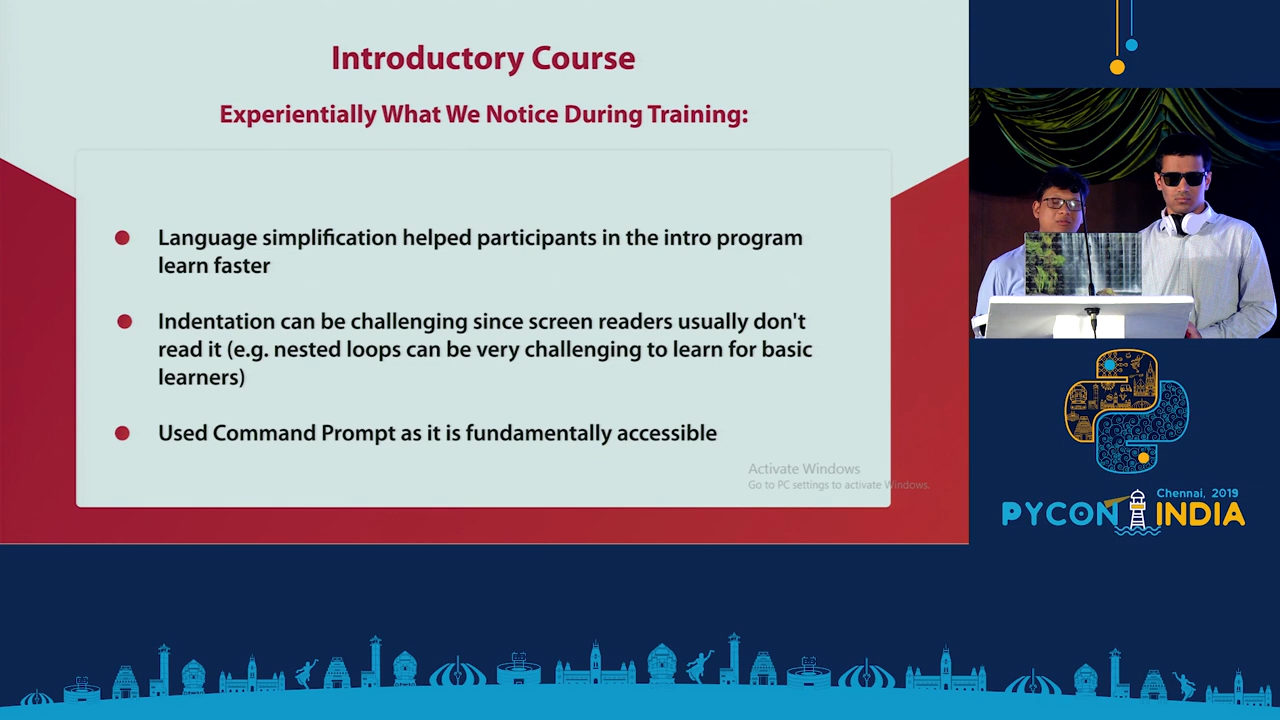 Introductory Course
Experientially What We Notice During Training:
Language simplification helped participants in the intro program
learn faster
Indentation can be challenging since screen readers usually don't
read it (e.g. nested loops can be very challenging to learn for basic
learners)
Used Command Prompt as it is fundamentally accessible
Activate Windows
Go to PC settings to activate Windows.
Chennai, 2019
PYCON INDIA